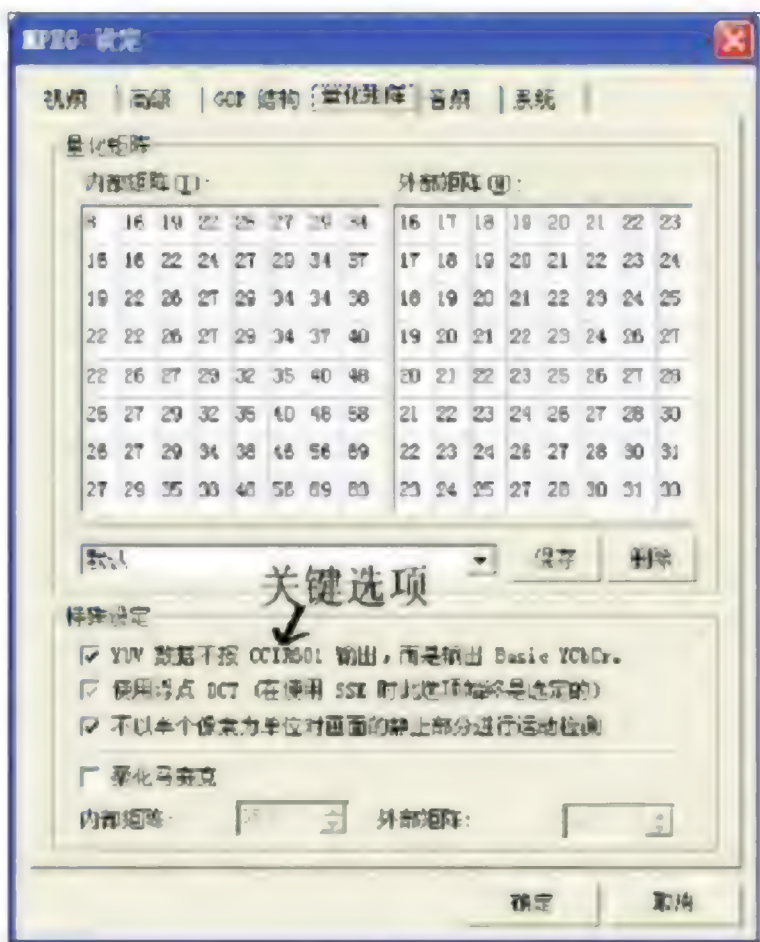 MPEG 设定
视频 高级 GOP 结构 量化矩阵 音频 系统
量化矩阵
内部矩阵(I): 外部矩阵(N):
8 16 19 22 26 27 29 34 16 17 18 19 20 21 22 23
16 16 22 24 27 29 34 37 17 18 19 20 21 22 23 24
19 22 26 27 29 34 34 38 18 19 20 21 22 23 24 25
22 22 26 27 29 34 37 40 19 20 21 22 23 24 26 27
22 26 27 29 32 35 40 48 20 21 22 23 25 26 27 28
26 27 29 32 35 40 48 58 21 22 23 24 26 27 28 30
26 27 29 34 38 46 56 69 22 23 24 26 27 28 30 31
27 29 35 38 46 56 69 83 23 24 25 27 28 30 31 33
默认 保存 删除
关键选项
特殊设定
YUV 数据不按 CCIR601 输出，而是输出 Basic YCbCr。
使用浮点 DCT (在使用 SSE 时此选项始终是选定的)
不以单个像素为单位对画面的静止部分进行运动检测
柔化马赛克
内部矩阵: 外部矩阵:
确定 取消